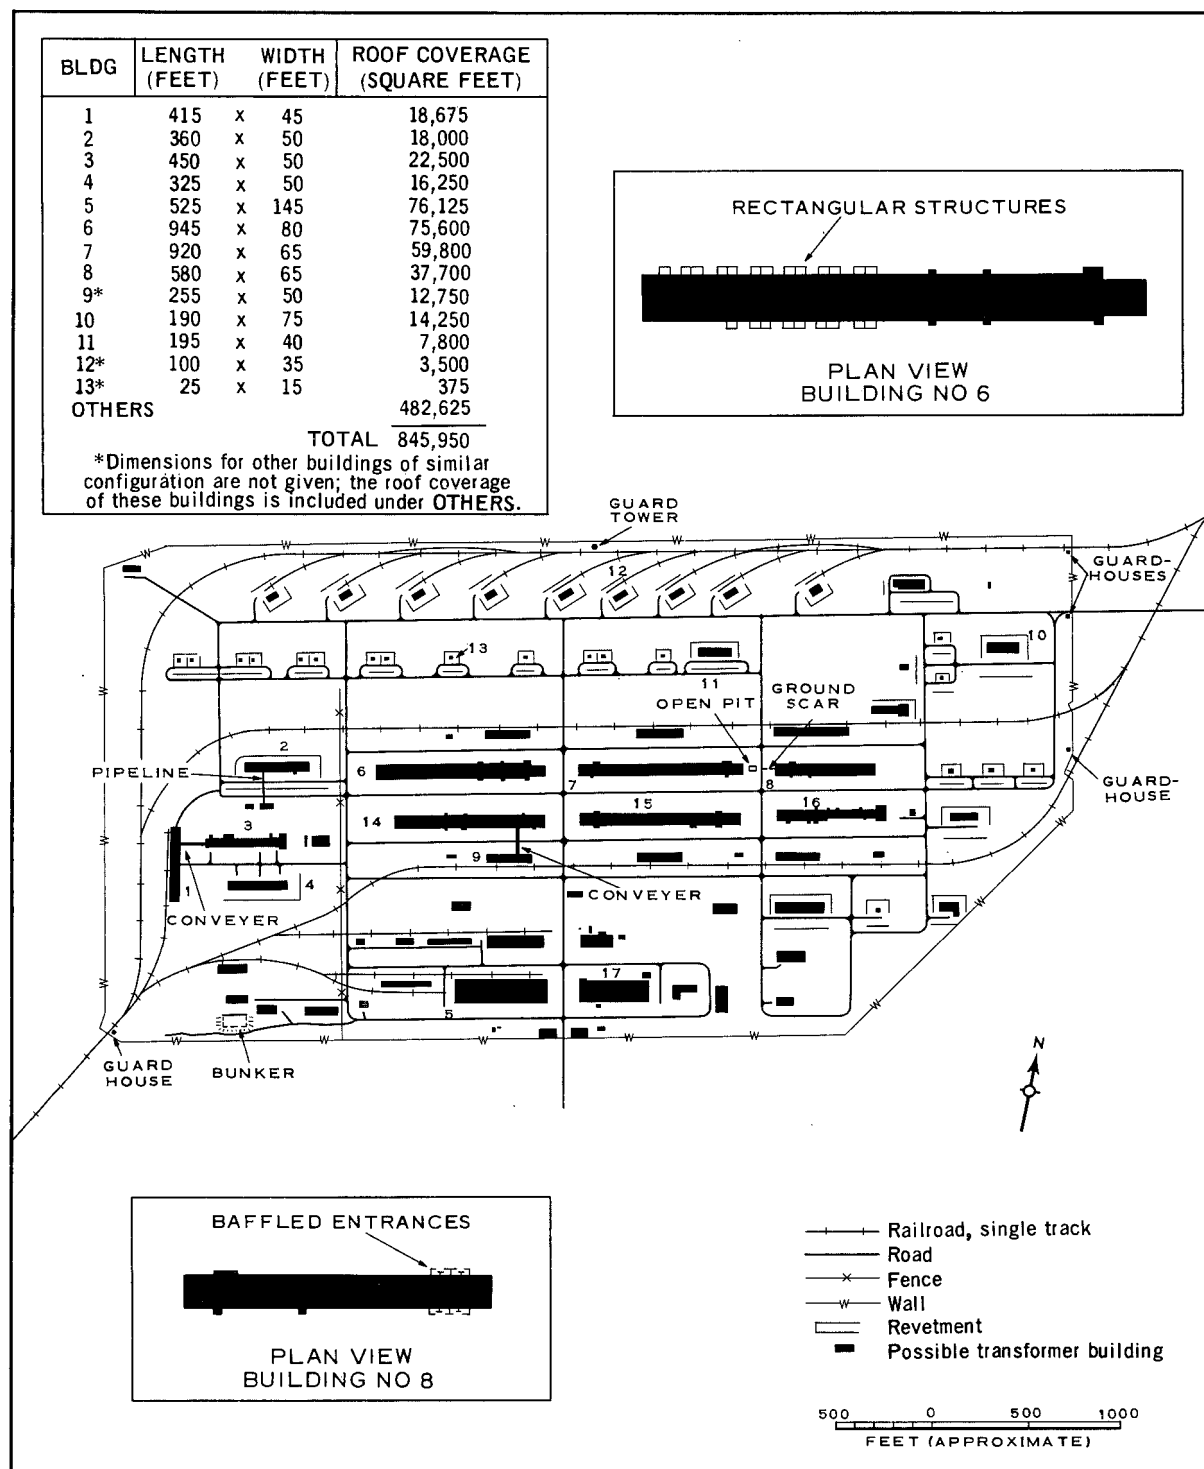 BLDG LENGTH (FEET) WIDTH (FEET) ROOF COVERAGE (SQUARE FEET)
1 415 x 45 18,675
2 360 x 50 18,000
3 450 x 50 22,500
4 325 x 50 16,250
5 525 x 145 76,125
6 945 x 80 75,600
7 920 x 65 59,800
8 580 x 65 37,700
9* 255 x 50 12,750
10 190 x 75 14,250
11 195 x 40 7,800
12* 100 x 35 3,500
13* 25 x 15 375
OTHERS 482,625
TOTAL 845,950
*Dimensions for other buildings of similar
configuration are not given; the roof coverage
of these buildings is included under OTHERS.
RECTANGULAR STRUCTURES
PLAN VIEW
BUILDING NO 6
GUARD
TOWER
12
GUARD-
HOUSES
13
10
11
OPEN PIT
GROUND
SCAR
2
PIPELINE
6
7
8
GUARD-
HOUSE
3
14
15
16
9
1
4
CONVEYER
CONVEYER
17
5
GUARD
HOUSE
BUNKER
N
BAFFLED ENTRANCES
PLAN VIEW
BUILDING NO 8
Railroad, single track
Road
Fence
Wall
Revetment
Possible transformer building
500 0 500 1000
FEET (APPROXIMATE)